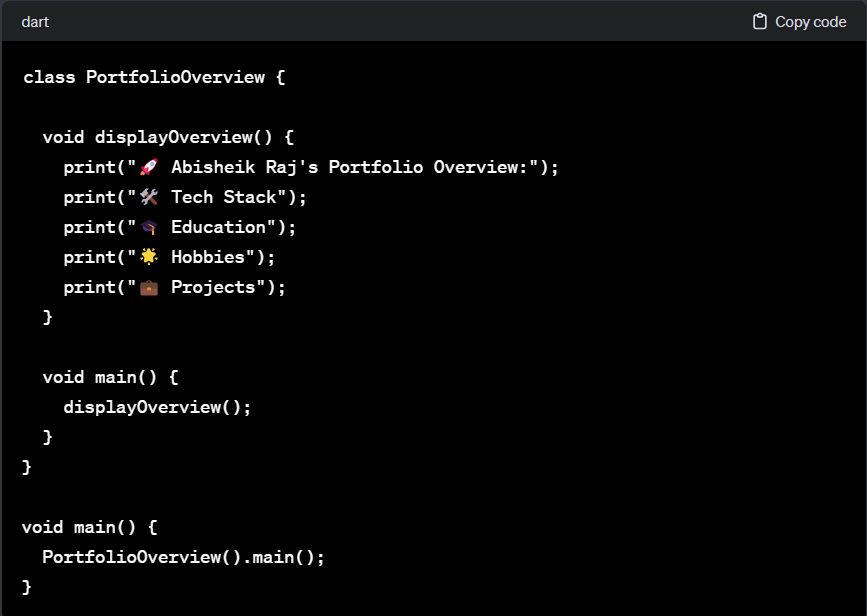 dart
Copy code
class PortfolioOverview {
  void displayOverview() {
    print("🚀 Abisheik Raj's Portfolio Overview:");
    print("🛠️ Tech Stack");
    print("🎓 Education");
    print("🌟 Hobbies");
    print("💼 Projects");
  }
  void main() {
    displayOverview();
  }
}
void main() {
  PortfolioOverview().main();
}